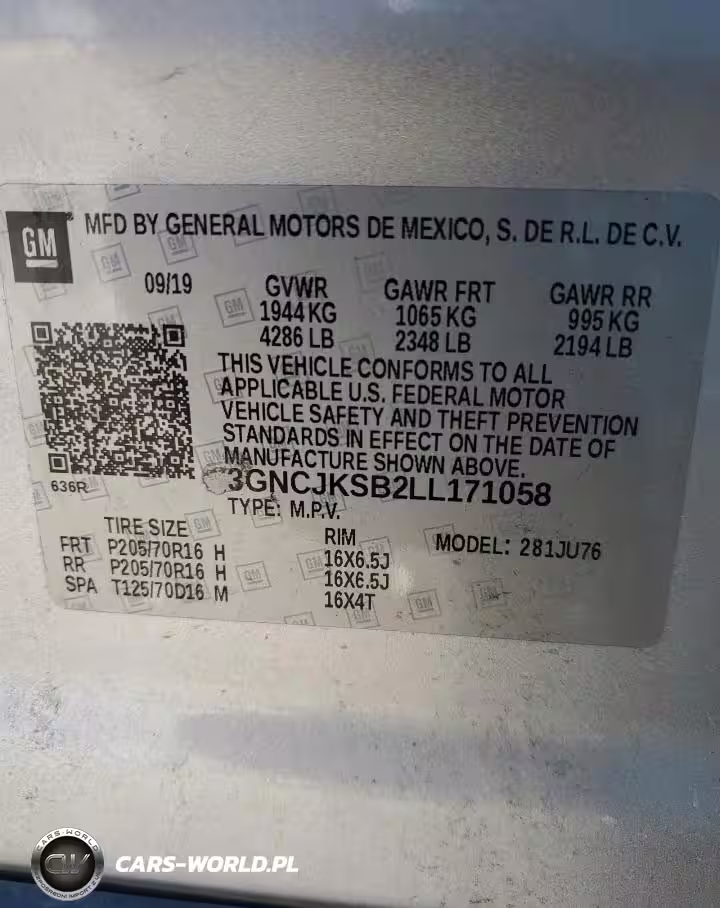 GM
MFD BY GENERAL MOTORS DE MEXICO, S. DE R.L. DE C.V.
09/19 GVWR GAWR FRT GAWR RR
1944 KG 1065 KG 995 KG
4286 LB 2348 LB 2194 LB
THIS VEHICLE CONFORMS TO ALL
APPLICABLE U.S. FEDERAL MOTOR
VEHICLE SAFETY AND THEFT PREVENTION
STANDARDS IN EFFECT ON THE DATE OF
MANUFACTURE SHOWN ABOVE.
636R
3GNCJKSB2LL171058
TYPE: M.P.V.
TIRE SIZE RIM MODEL: 281JU76
FRT P205/70R16 H 16X6.5J
RR P205/70R16 H 16X6.5J
SPA T125/70D16 M 16X4T
CARS-WORLD
CARS-WORLD.PL